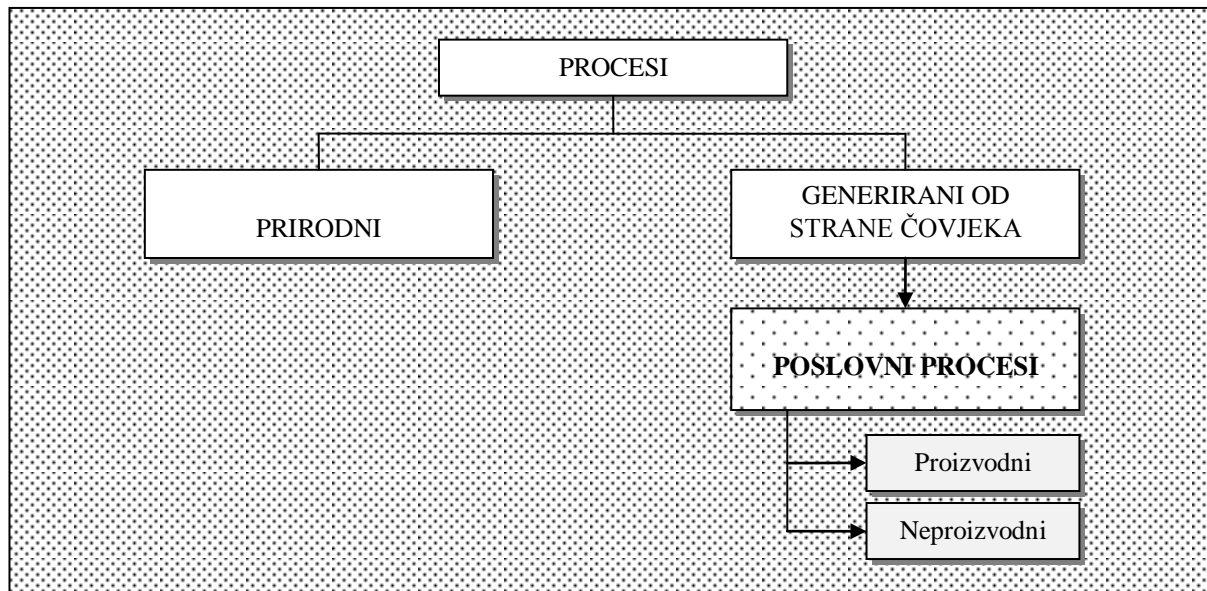 PROCESI
PRIRODNI
GENERIRANI OD
STRANE ČOVJEKA
POSLOVNI PROCESI
Proizvodni
Neproizvodni